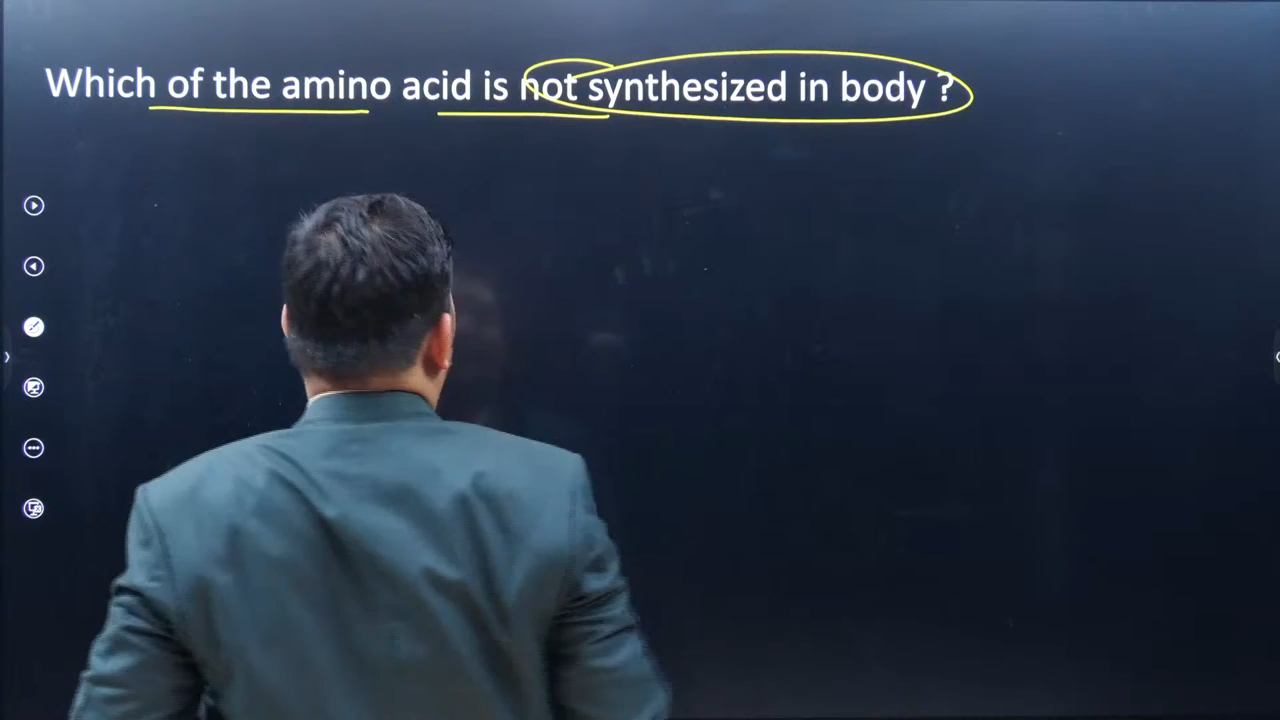 Which of the amino acid is not synthesized in body ?